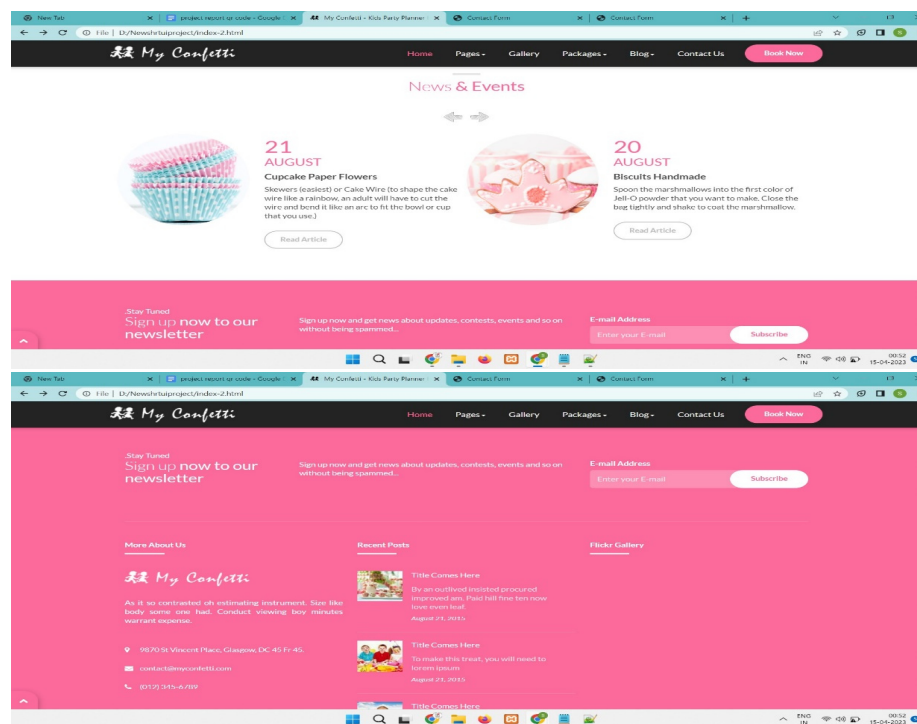 New Tab
project report qr code - Google
My Confetti - Kids Party Planner
Contact Form
Contact Form
File
D:/Newshrtuiproject/index-2.html
My Confetti
Home
Pages
Gallery
Packages
Blog
Contact Us
Book Now
News & Events
21
AUGUST
Cupcake Paper Flowers
Skewers (easiest) or Cake Wire (to shape the cake
wire like a rainbow, an adult will have to cut the
wire and bend it like an arc to fit the bowl or cup
that you use.)
Read Article
20
AUGUST
Biscuits Handmade
Spoon the marshmallows into the first color of
Jell-O powder that you want to make. Close the
bag tightly and shake to coat the marshmallow.
Read Article
.Stay Tuned
Sign up now to our
newsletter
Sign up now and get news about updates, contests, events and so on
without being spammed...
E-mail Address
Enter your E-mail
Subscribe
ENG
IN
00:52
15-04-2023
New Tab
project report qr code - Google
My Confetti - Kids Party Planner
Contact Form
Contact Form
File
D:/Newshrtuiproject/index-2.html
My Confetti
Home
Pages
Gallery
Packages
Blog
Contact Us
Book Now
.Stay Tuned
Sign up now to our
newsletter
Sign up now and get news about updates, contests, events and so on
without being spammed...
E-mail Address
Enter your E-mail
Subscribe
More About Us
My Confetti
As it so contrasted oh estimating instrument. Size like
body some one had. Conduct viewing boy minutes
warrant expense.
9870 St Vincent Place, Glasgow, DC 45 Fr 45.
contact@myconfetti.com
(012) 345-6789
Recent Posts
Title Comes Here
By an outlived insisted procured
improved am. Paid hill fine ten now
love even leaf.
August 21, 2015
Title Comes Here
To make this treat, you will need to
lorem ipsum
August 21, 2015
Title Comes Here
Flickr Gallery
ENG
IN
00:52
15-04-2023